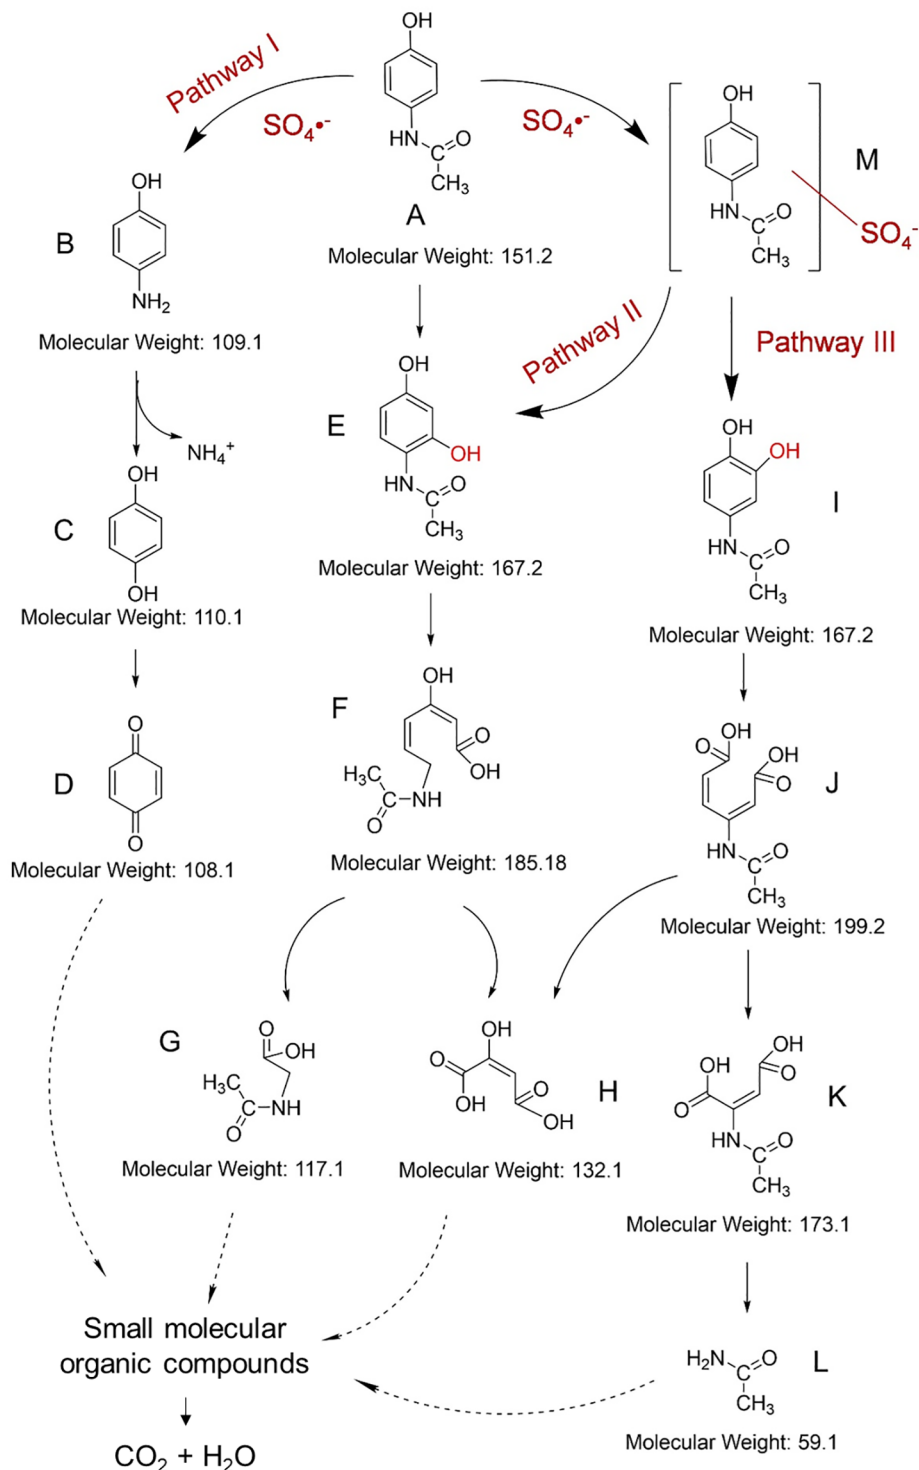 OH
Pathway I
SO₄•-
SO₄•-
HN
C
O
CH₃
A
Molecular Weight: 151.2
OH
M
HN
C
O
CH₃
SO₄⁻
B
OH
NH₂
Molecular Weight: 109.1
NH₄⁺
Pathway II
Pathway III
E
OH
OH
HN
C
O
CH₃
Molecular Weight: 167.2
OH
OH
I
HN
C
O
CH₃
Molecular Weight: 167.2
C
OH
OH
Molecular Weight: 110.1
F
OH
O
OH
H₃C
C
NH
O
Molecular Weight: 185.18
D
O
O
Molecular Weight: 108.1
J
OH
O
OH
O
HN
C
O
CH₃
Molecular Weight: 199.2
G
O
OH
H₃C
C
NH
O
Molecular Weight: 117.1
H
OH
O
OH
O
OH
Molecular Weight: 132.1
K
OH
O
OH
O
HN
C
O
CH₃
Molecular Weight: 173.1
Small molecular
organic compounds
CO₂ + H₂O
H₂N
C
O
CH₃
L
Molecular Weight: 59.1